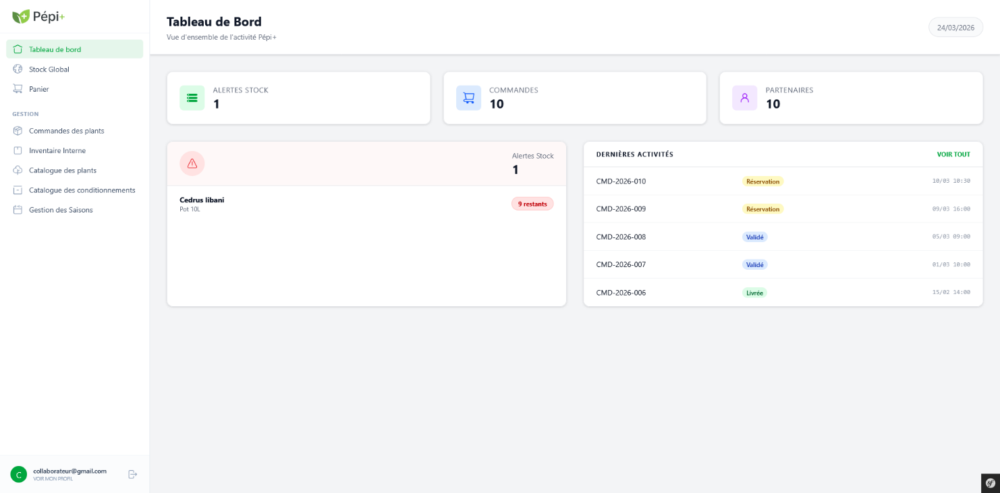 Pépi+
Tableau de bord
Stock Global
Panier
GESTION
Commandes des plants
Inventaire Interne
Catalogue des plants
Catalogue des conditionnements
Gestion des Saisons
C
collaborateur@gmail.com
VOIR MON PROFIL
Tableau de Bord
Vue d'ensemble de l'activité Pépi+
24/03/2026
ALERTES STOCK
1
COMMANDES
10
PARTENAIRES
10
Alertes Stock
1
Cedrus libani
Pot 10L
9 restants
DERNIÈRES ACTIVITÉS
VOIR TOUT
CMD-2026-010 Réservation 10/03 10:30
CMD-2026-009 Réservation 09/03 16:00
CMD-2026-008 Validé 05/03 09:00
CMD-2026-007 Validé 01/03 10:00
CMD-2026-006 Livrée 15/02 14:00
sf